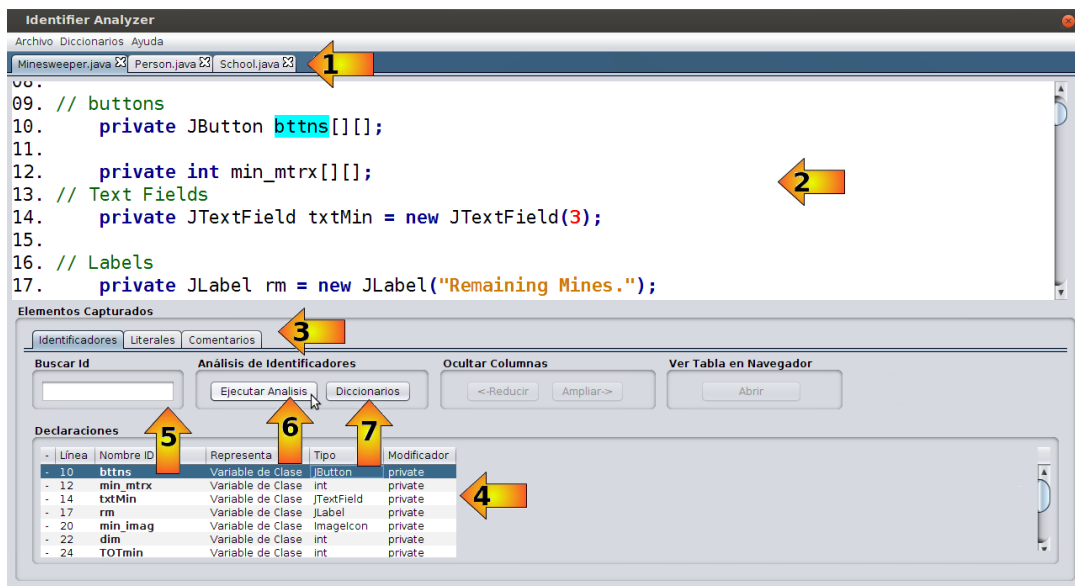 Identifier Analyzer
Archivo Diccionarios Ayuda
Minesweeper.java Person.java School.java
1
08.
09. // buttons
10. private JButton bttns[][];
11.
12. private int min_mtrx[][];
2
13. // Text Fields
14. private JTextField txtMin = new JTextField(3);
15.
16. // Labels
17. private JLabel rm = new JLabel("Remaining Mines.");
Elementos Capturados
3
Identificadores Literales Comentarios
Buscar Id Análisis de Identificadores Ocultar Columnas Ver Tabla en Navegador
Ejecutar Analisis Diccionarios <-Reducir Ampliar-> Abrir
5 6 7
Declaraciones
- Línea Nombre ID Representa Tipo Modificador
- 10 bttns Variable de Clase JButton private
- 12 min_mtrx Variable de Clase int private
- 14 txtMin Variable de Clase JTextField private
4
- 17 rm Variable de Clase JLabel private
- 20 min_imag Variable de Clase ImageIcon private
- 22 dim Variable de Clase int private
- 24 TOTmin Variable de Clase int private